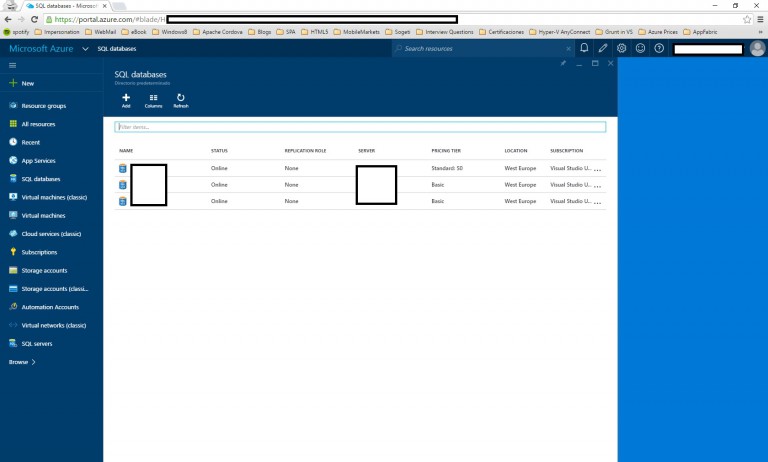 SQL databases - Microso
https://portal.azure.com/#blade/H
spotify Impersonation WebMail eBook Windows8 Apache Cordova Blogs SPA HTML5 MobileMarkets Sogeti Interview Questions Certificaciones Hyper-V AnyConnect Grunt in VS Azure Prices AppFabric »
Microsoft Azure SQL databases Search resources
New
Resource groups
All resources
Recent
App Services
SQL databases
Virtual machines (classic)
Virtual machines
Cloud services (classic)
Subscriptions
Storage accounts
Storage accounts (classi...
Automation Accounts
Virtual networks (classic)
SQL servers
Browse >
SQL databases
Directorio predeterminado
Add Columns Refresh
Filter items...
NAME STATUS REPLICATION ROLE SERVER PRICING TIER LOCATION SUBSCRIPTION
Online None Standard: S0 West Europe Visual Studio U... ...
Online None Basic West Europe Visual Studio U... ...
Online None Basic West Europe Visual Studio U... ...